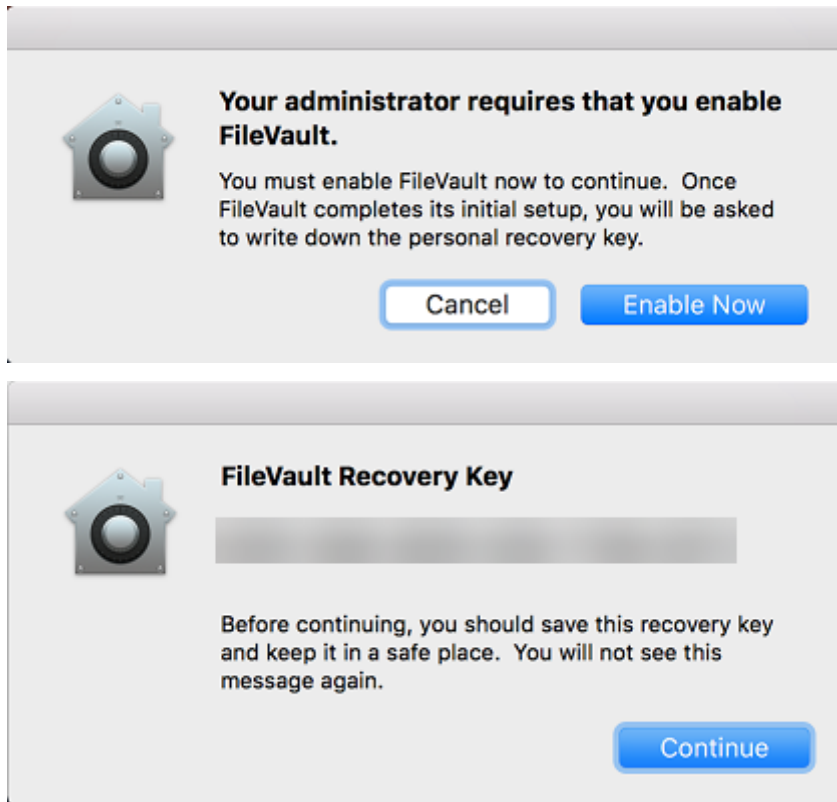 Your administrator requires that you enable
FileVault.
You must enable FileVault now to continue. Once
FileVault completes its initial setup, you will be asked
to write down the personal recovery key.
Cancel
Enable Now
FileVault Recovery Key
Before continuing, you should save this recovery key
and keep it in a safe place. You will not see this
message again.
Continue